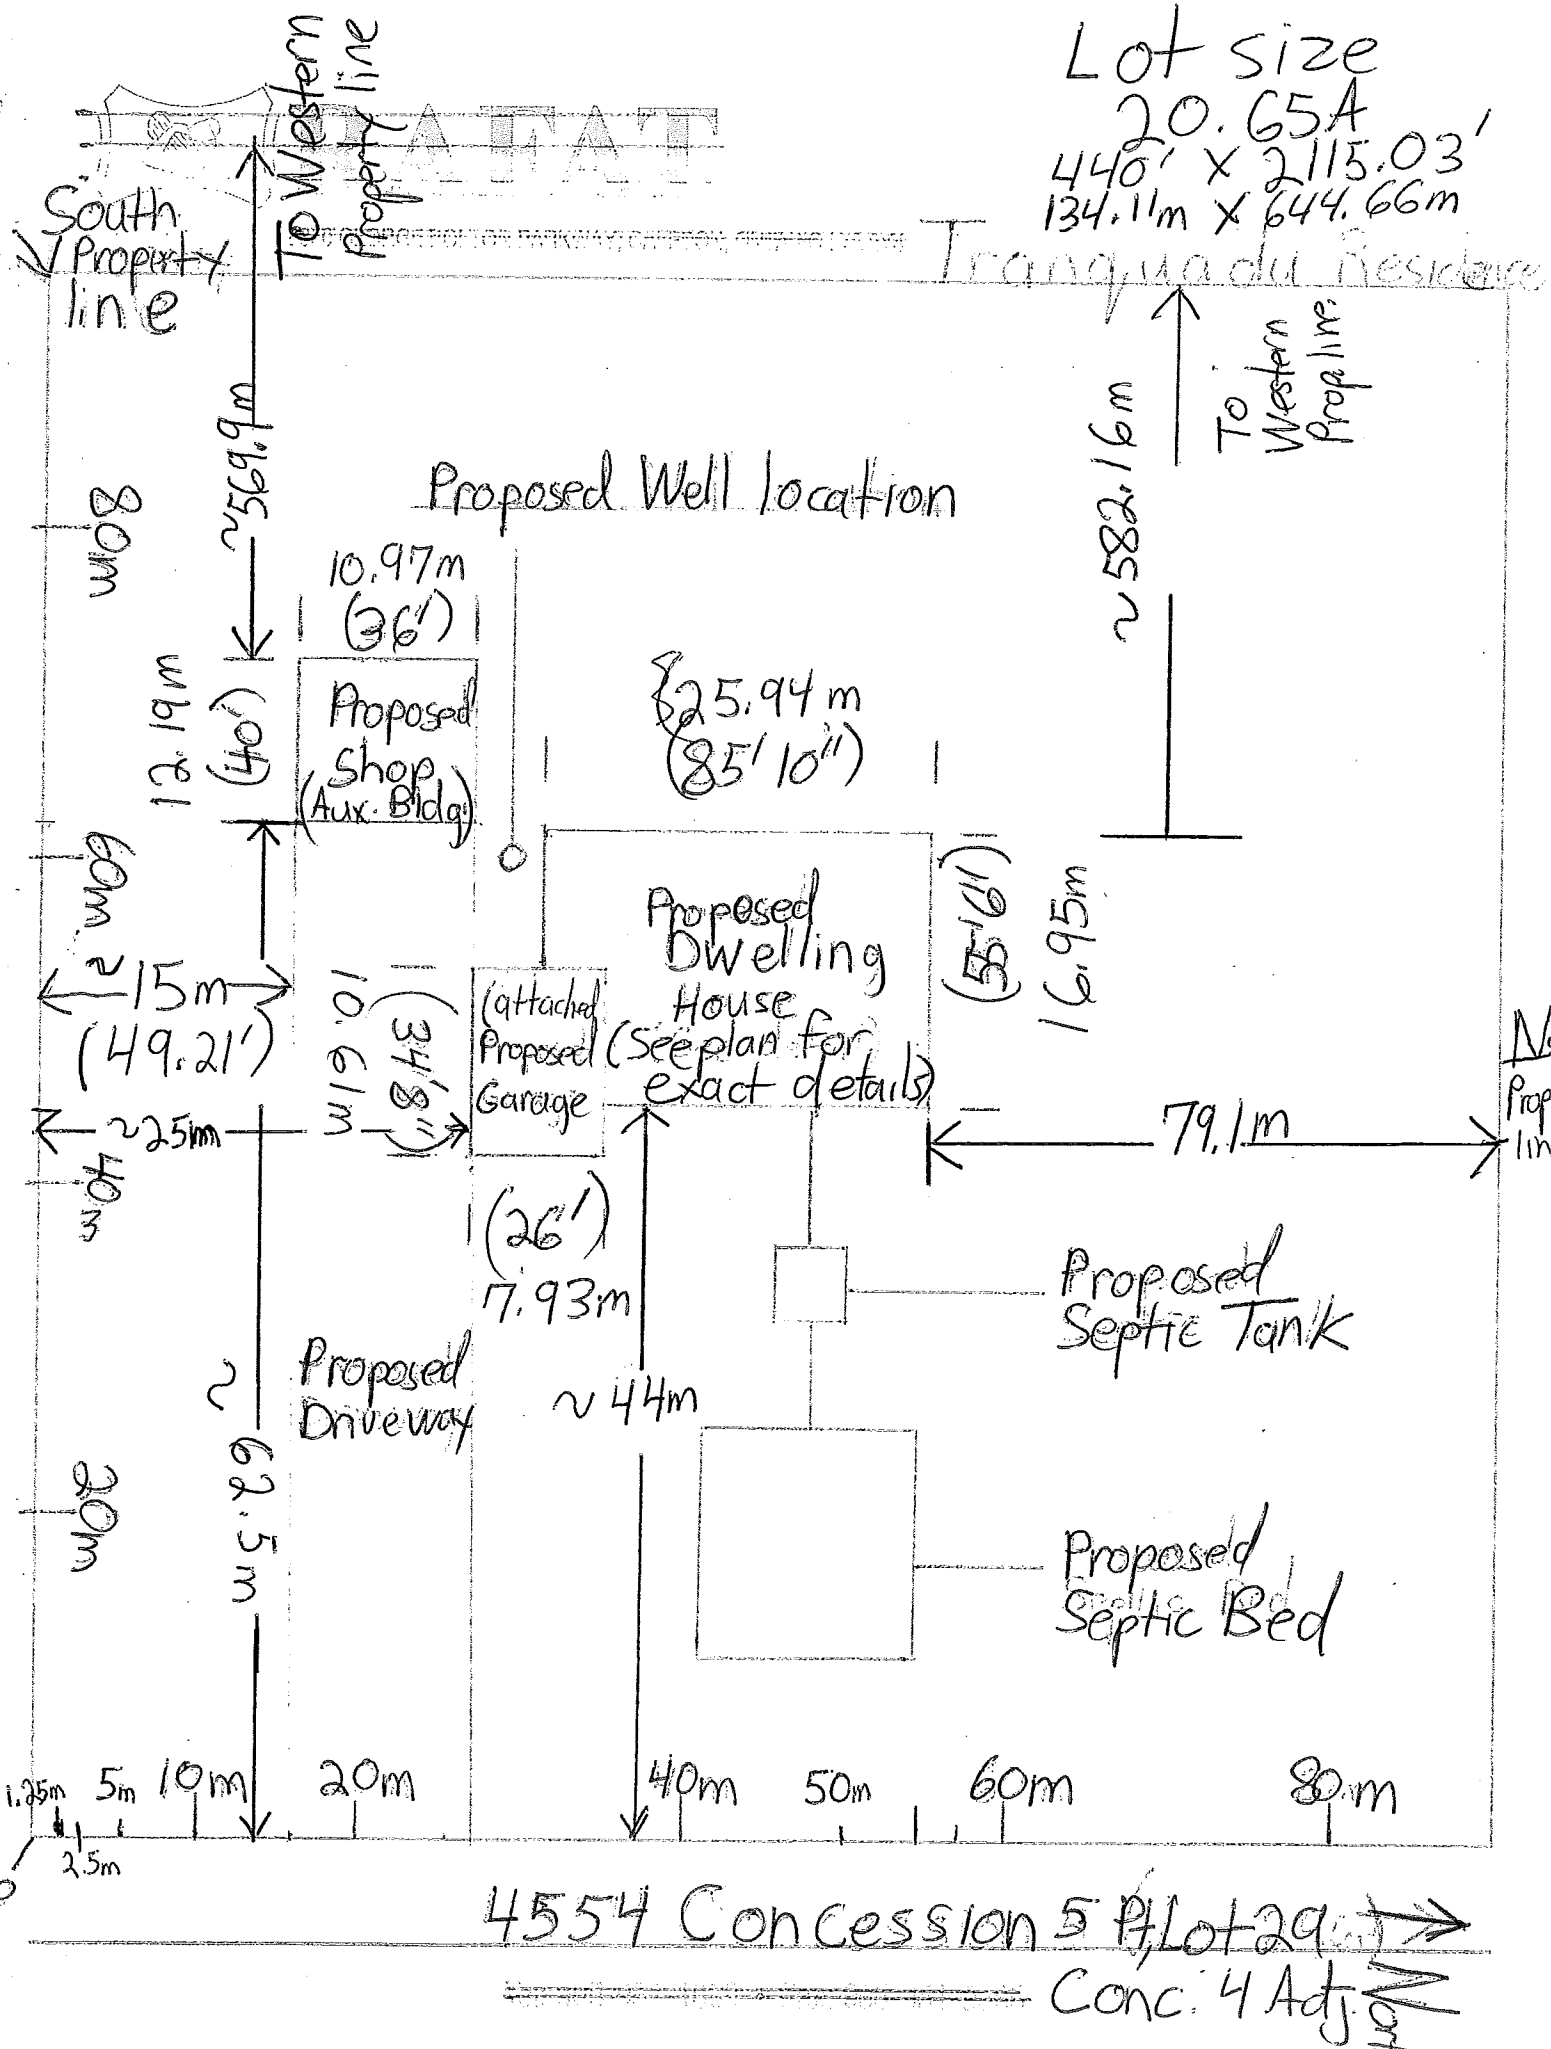 Lot size
20.65A
440' x 2115.03'
134.11m x 644.66m
To Western
Property line
South
Property
line
To
Western
Prop. line.
~569.9m
~582.16m
80m
Proposed Well location
10.97m
(36')
12.19m
(40')
Proposed
Shop
(Aux. Bldg)
25.94m
(85'10")
60m
Proposed
Dwelling
House
(See plan for
exact details)
(55'6")
16.95m
~15m
(49.21')
10.61m
(34'8")
(attached
Proposed
Garage
~25m
79.1m
Prop
lin
40m
(26')
7.93m
Proposed
Septic Tank
Proposed
Driveway
~44m
~62.5m
20m
Proposed
Septic Bed
1.25m 5m 10m 20m 40m 50m 60m 80m
2.5m
0
4554 Concession 5 Pt, Lot 29
Conc. 4 Adj.